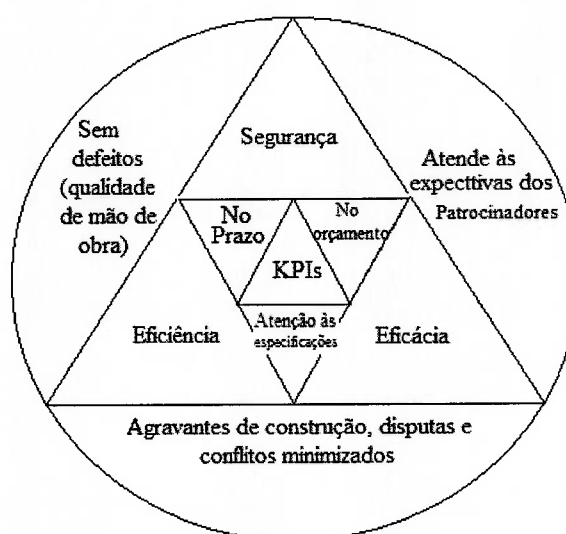 Segurança
Sem
defeitos
(qualidade
de mão de
obra)
Atende às
expecttivas dos
Patrocinadores
No
Prazo
No
orçamento
KPIs
Atenção às
especificações
Eficiência
Eficácia
Agravantes de construção, disputas e
conflitos minimizados